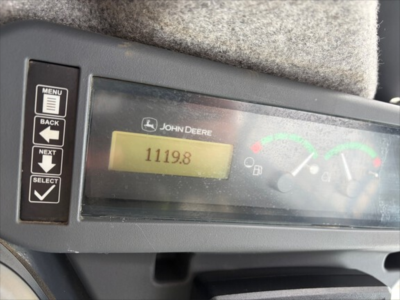 MENU
BACK
NEXT
SELECT
JOHN DEERE
1119.8